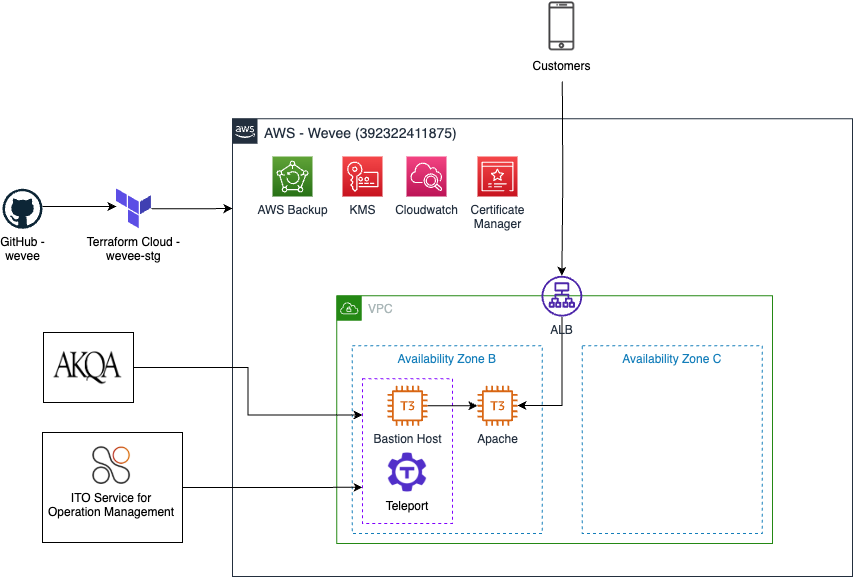 Customers
aws
AWS - Wevee (392322411875)
AWS Backup
KMS
Cloudwatch
Certificate
Manager
GitHub -
wevee
Terraform Cloud -
wevee-stg
VPC
ALB
Availability Zone B
Availability Zone C
AKQA
T3
T3
Bastion Host
Apache
T
Teleport
ITO Service for
Operation Management